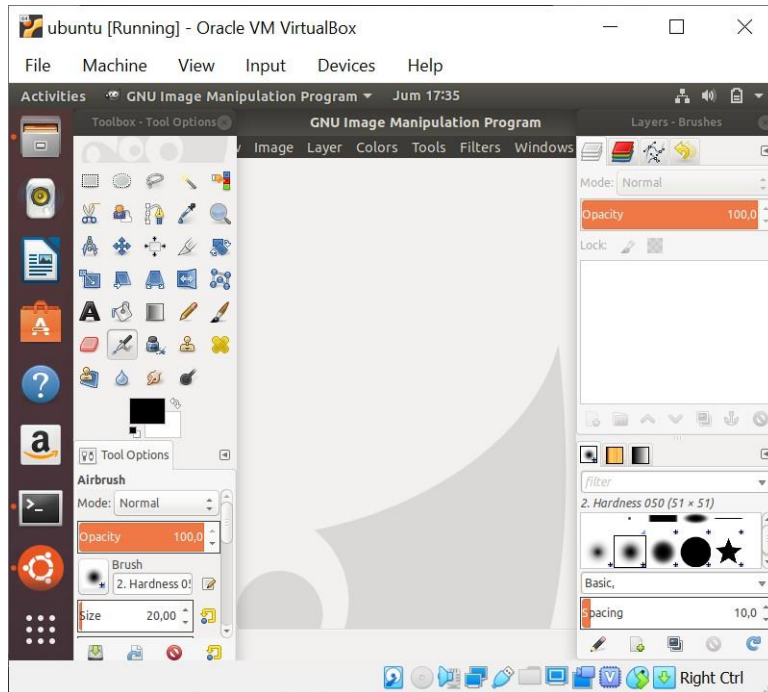 ubuntu [Running] - Oracle VM VirtualBox
File Machine View Input Devices Help
Activities GNU Image Manipulation Program Jum 17:35
Toolbox - Tool Options
GNU Image Manipulation Program
Layers - Brushes
Image Layer Colors Tools Filters Windows
Mode: Normal
Opacity 100,0
Lock:
Tool Options
Airbrush
Mode: Normal
Opacity 100,0
Brush
2. Hardness 05
Size 20,00
filter
2. Hardness 050 (51 × 51)
Basic,
Spacing 10,0
Right Ctrl